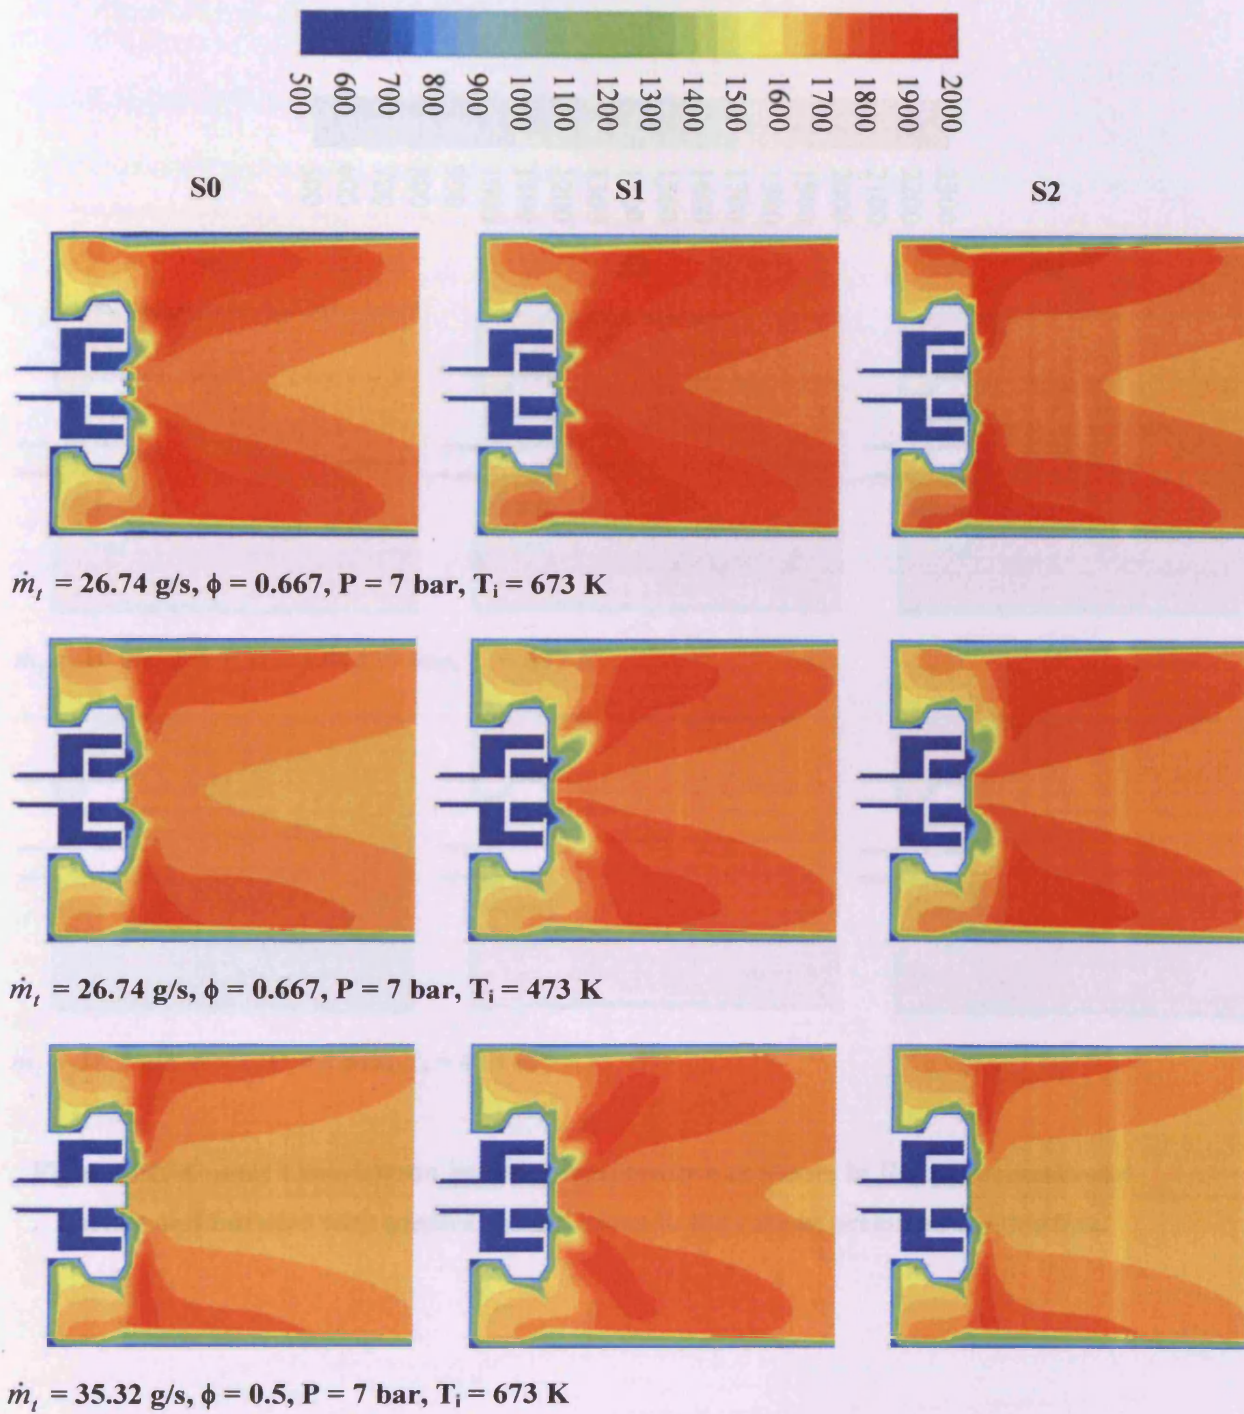 500 600 700 800 900 1000 1100 1200 1300 1400 1500 1600 1700 1800 1900 2000
S0 S1 S2
ṁₜ = 26.74 g/s, ϕ = 0.667, P = 7 bar, Tᵢ = 673 K
ṁₜ = 26.74 g/s, ϕ = 0.667, P = 7 bar, Tᵢ = 473 K
ṁₜ = 35.32 g/s, ϕ = 0.5, P = 7 bar, Tᵢ = 673 K